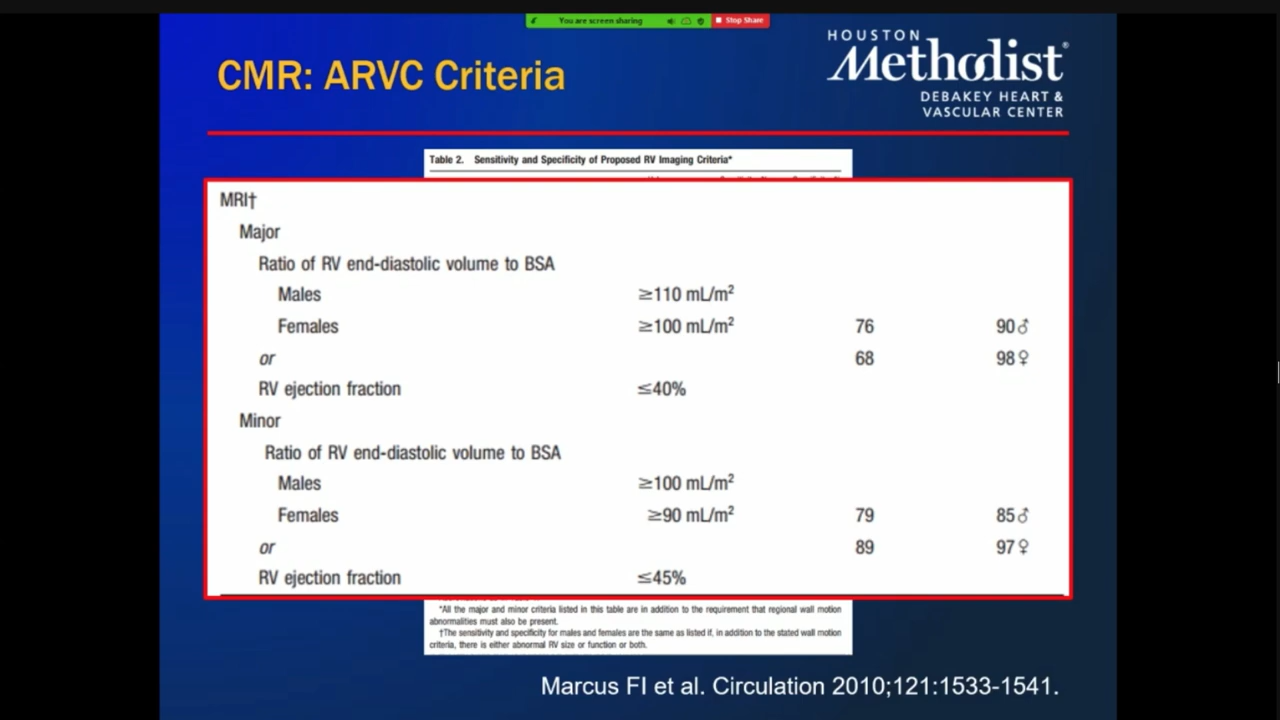 You are screen sharing
Stop Share
CMR: ARVC Criteria
HOUSTON
Methodist®
DEBAKEY HEART &
VASCULAR CENTER
Table 2. Sensitivity and Specificity of Proposed RV Imaging Criteria*
MRI†
Major
Ratio of RV end-diastolic volume to BSA
Males ≥110 mL/m²
Females ≥100 mL/m² 76 90♂
or 68 98♀
RV ejection fraction ≤40%
Minor
Ratio of RV end-diastolic volume to BSA
Males ≥100 mL/m²
Females ≥90 mL/m² 79 85♂
or 89 97♀
RV ejection fraction ≤45%
*All the major and minor criteria listed in this table are in addition to the requirement that regional wall motion
abnormalities must also be present.
†The sensitivity and specificity for males and females are the same as listed if, in addition to the stated wall motion
criteria, there is either abnormal RV size or function or both.
Marcus FI et al. Circulation 2010;121:1533-1541.